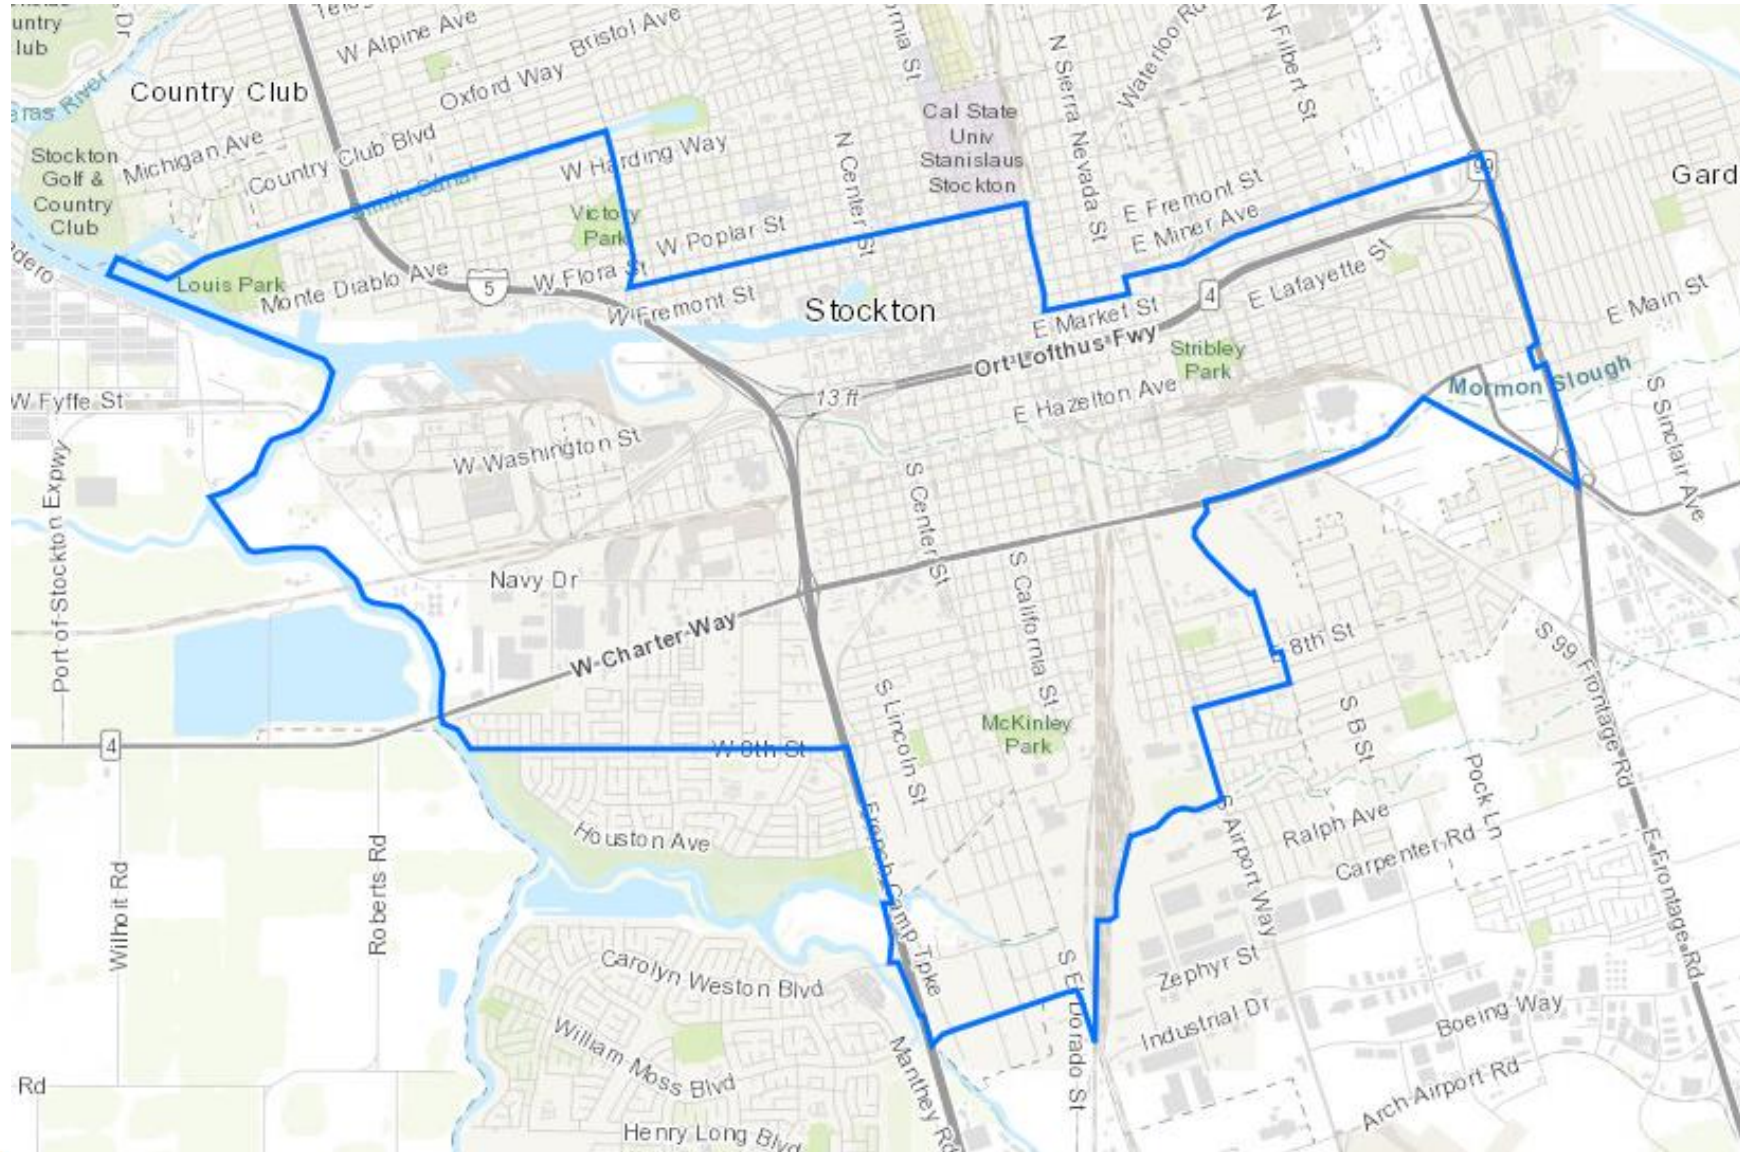 untry
lub
Dr
W Alpine Ave
Bristol Ave
Oxford Way
Country Club
eras River
Michigan Ave
Country Club Blvd
Smith Canal
Stockton
Golf &
Country
Club
W Harding Way
Victory
Park
N Center St
Cal State
Univ
Stanislaus
Stockton
N Sierra Nevada St
Waterloo Rd
N Filbert St
99
Gard
E Fremont St
E Miner Ave
W Poplar St
W Flora St
W Fremont St
Louis Park
Monte Diablo Ave
5
Stockton
E Market St
4
E Lafayette St
E Main St
Ort Lofthus Fwy
Stribley
Park
13 ft
E Hazelton Ave
Mormon Slough
S Sinclair Ave
W Fyffe St
W Washington St
Port of Stockton Expwy
S Center St
Navy Dr
S California St
W Charter Way
8th St
S 99 Frontage Rd
S Lincoln St
McKinley
Park
S B St
4
W 8th St
Pock Ln
Houston Ave
French Camp Tpke
S Airport Way
Ralph Ave
Carpenter Rd
E Frontage Rd
Wilhoit Rd
Roberts Rd
Carolyn Weston Blvd
Zephyr St
S El Dorado St
Industrial Dr
Boeing Way
William Moss Blvd
Manthey Rd
Arch-Airport Rd
Rd
Henry Long Blvd